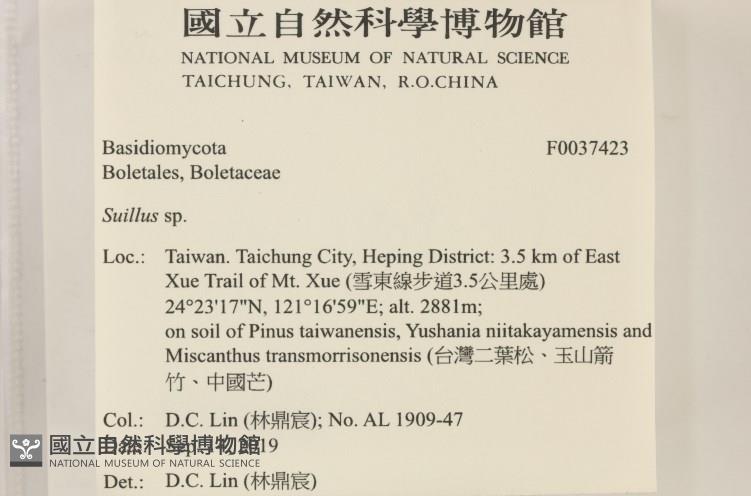 國立自然科學博物館
NATIONAL MUSEUM OF NATURAL SCIENCE
TAICHUNG, TAIWAN, R.O.CHINA
Basidiomycota F0037423
Boletales, Boletaceae
Suillus sp.
Loc.: Taiwan. Taichung City, Heping District: 3.5 km of East
Xue Trail of Mt. Xue (雪東線步道3.5公里處)
24°23'17"N, 121°16'59"E; alt. 2881m;
on soil of Pinus taiwanensis, Yushania niitakayamensis and
Miscanthus transmorrisonensis (台灣二葉松、玉山箭
竹、中國芒)
Col.: D.C. Lin (林鼎宸); No. AL 1909-47
國立自然科學博物館
NATIONAL MUSEUM OF NATURAL SCIENCE
Det.: D.C. Lin (林鼎宸)